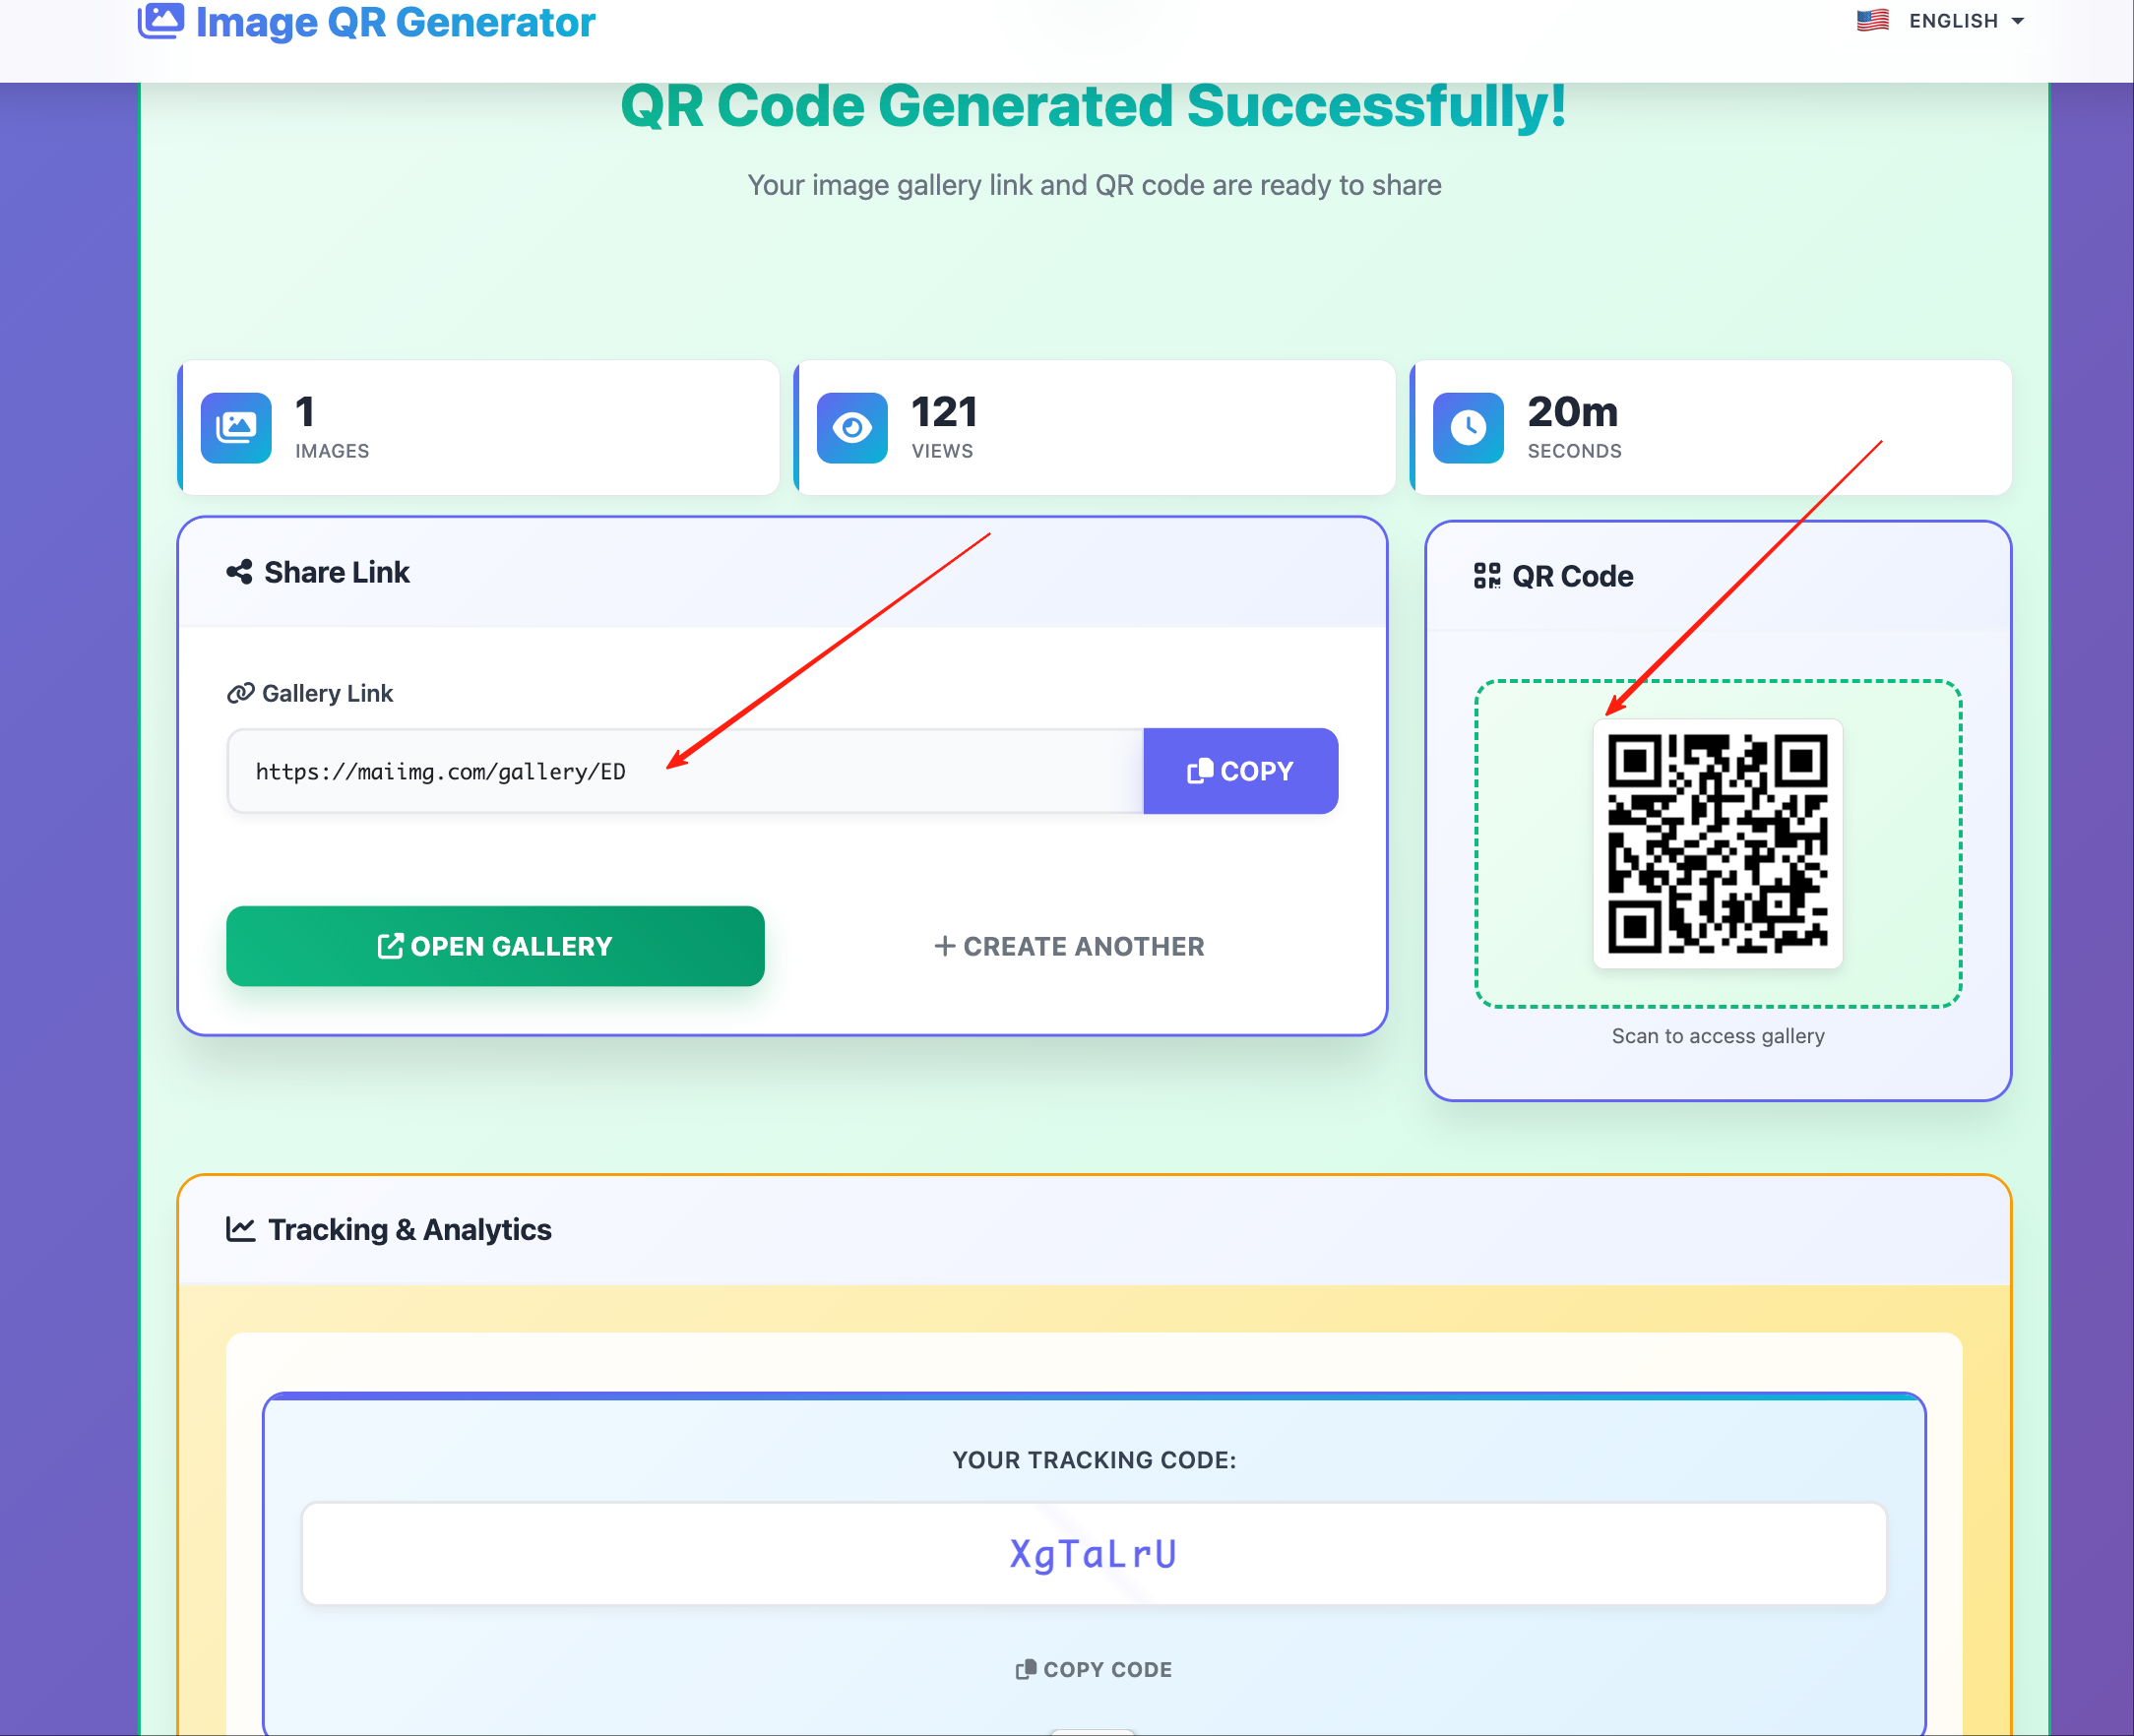 Image QR Generator
ENGLISH
QR Code Generated Successfully!
Your image gallery link and QR code are ready to share
1
IMAGES
121
VIEWS
20m
SECONDS
Share Link
Gallery Link
https://maiimg.com/gallery/ED
COPY
OPEN GALLERY
+ CREATE ANOTHER
QR Code
Scan to access gallery
Tracking & Analytics
YOUR TRACKING CODE:
XgTaLrU
COPY CODE